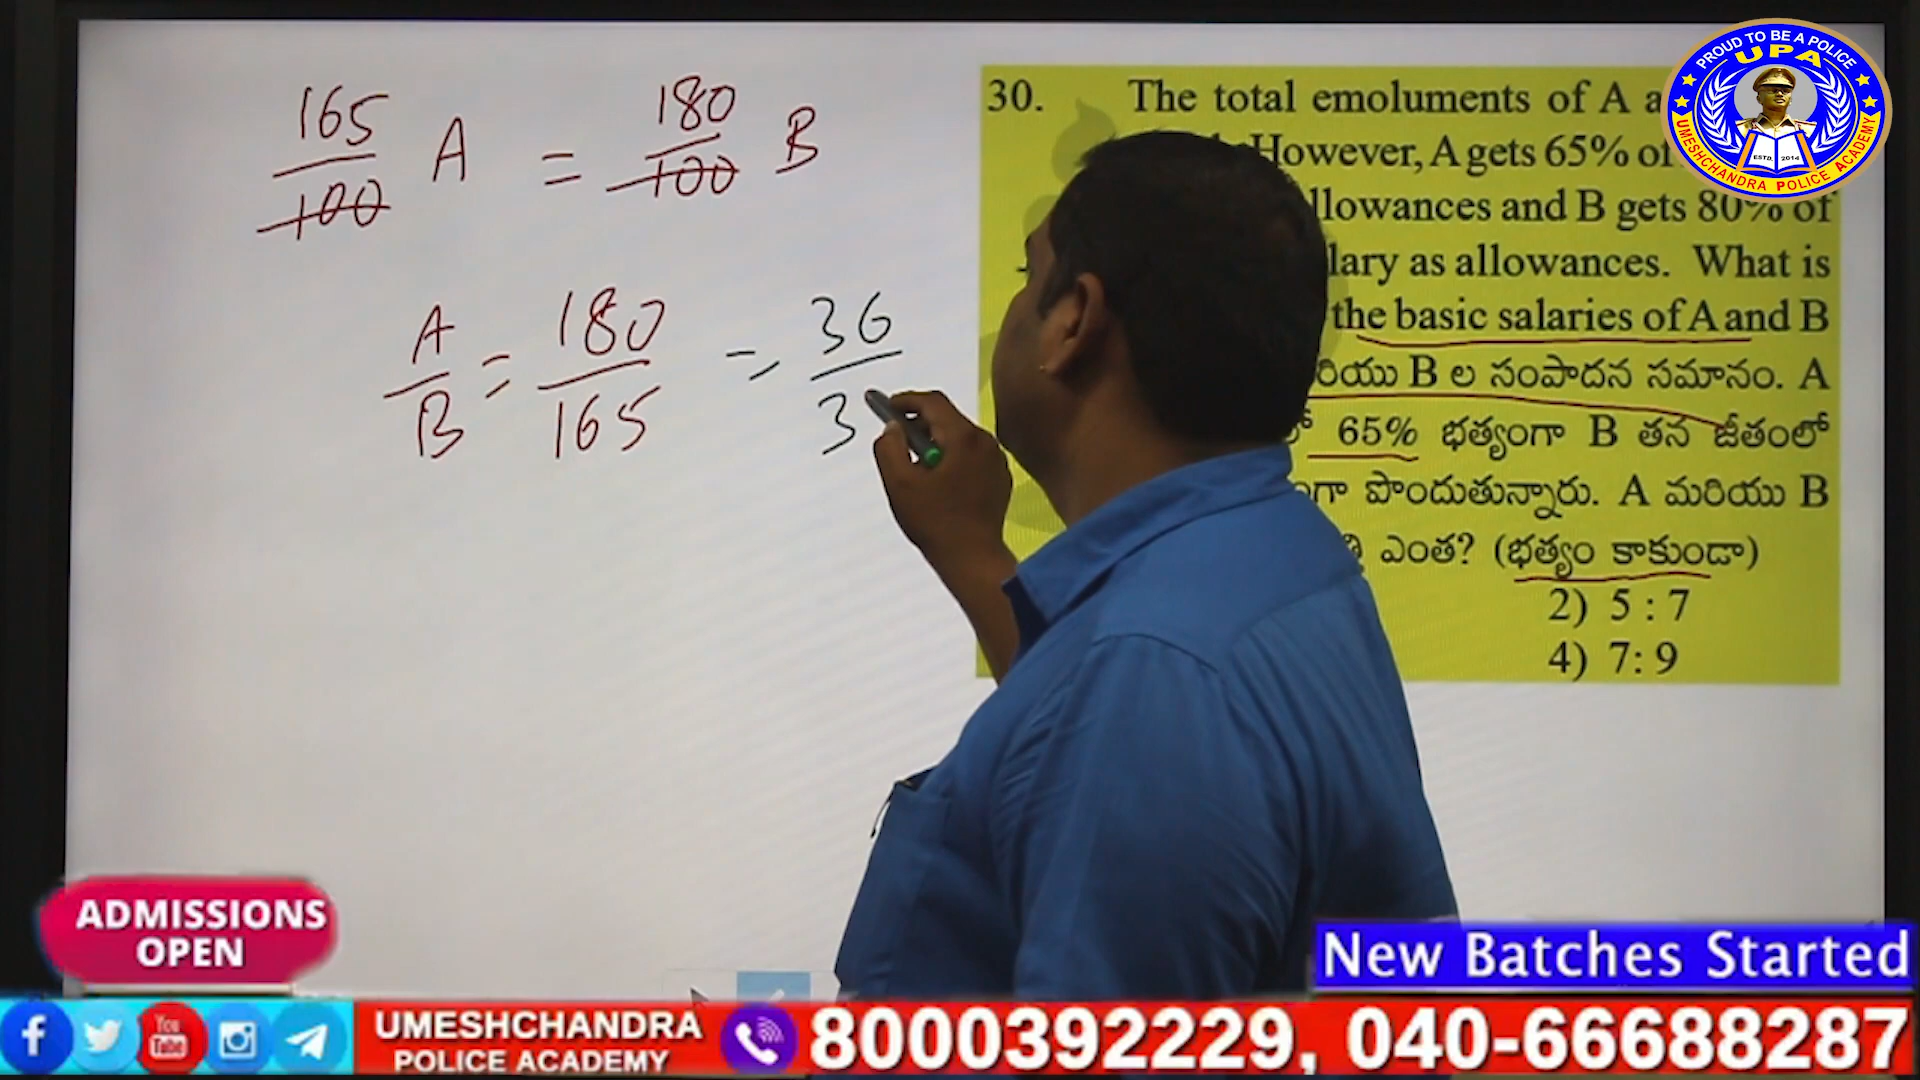 165
100
A
=
180
100
B
A
B
=
180
165
=
36
3
30. The total emoluments of A
However, A gets 65% of
allowances and B gets 80% of
as allowances. What is
the basic salaries of A and B
B ల సంపాదన సమానం. A
65% భత్యంగా B తన జీతంలో
పొందుతున్నారు. A మరియు B
ఎంత? (భత్యం కాకుండా)
2) 5 : 7
4) 7: 9
PROUD TO BE A POLICE
UPA
ESTD. 2014
UMESHCHANDRA POLICE ACADEMY
ADMISSIONS
OPEN
New Batches Started
You
Tube
UMESHCHANDRA
POLICE ACADEMY
8000392229, 040-66688287